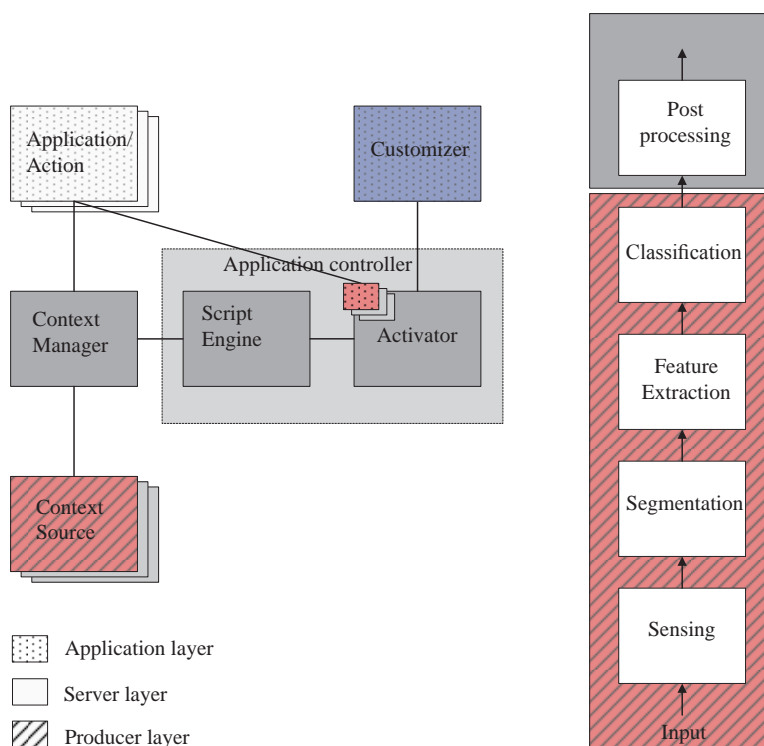 Application/
Action
Customizer
Application controller
Context
Manager
Script
Engine
Activator
Context
Source
Application layer
Server layer
Producer layer
Post
processing
Classification
Feature
Extraction
Segmentation
Sensing
Input